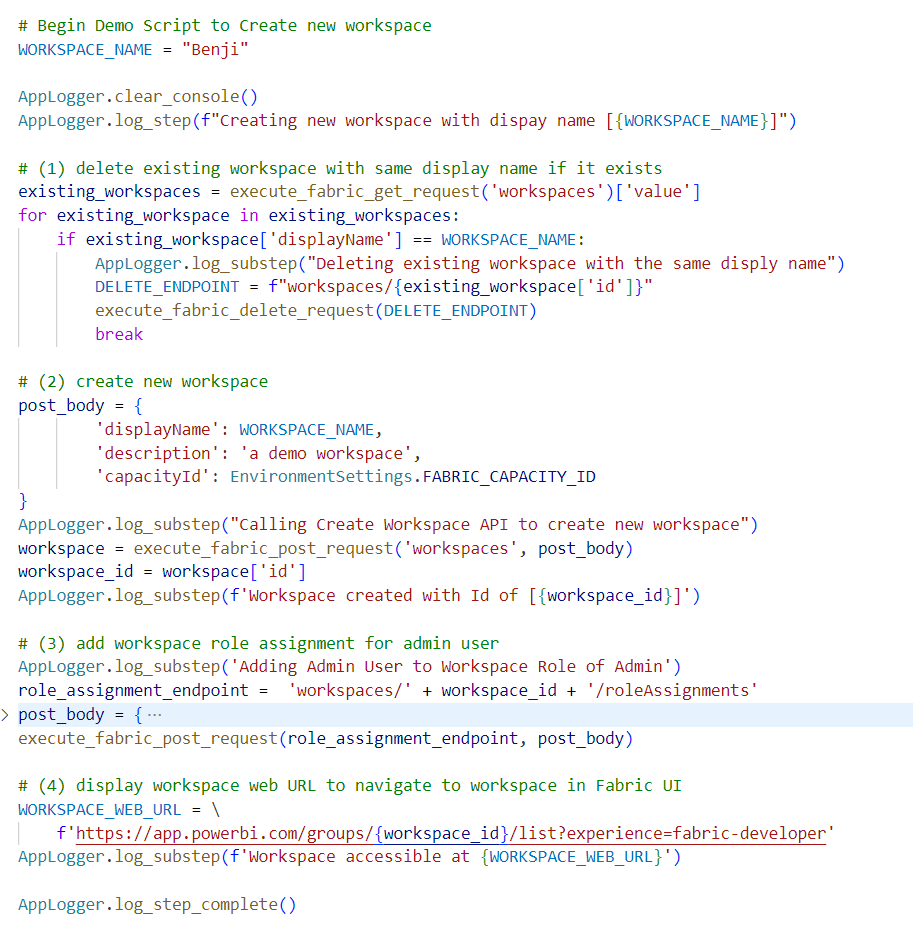 # Begin Demo Script to Create new workspace
WORKSPACE_NAME = "Benji"

AppLogger.clear_console()
AppLogger.log_step(f"Creating new workspace with dispay name [{WORKSPACE_NAME}]")

# (1) delete existing workspace with same display name if it exists
existing_workspaces = execute_fabric_get_request('workspaces')['value']
for existing_workspace in existing_workspaces:
    if existing_workspace['displayName'] == WORKSPACE_NAME:
        AppLogger.log_substep("Deleting existing workspace with the same disply name")
        DELETE_ENDPOINT = f"workspaces/{existing_workspace['id']}"
        execute_fabric_delete_request(DELETE_ENDPOINT)
        break

# (2) create new workspace
post_body = {
        'displayName': WORKSPACE_NAME,
        'description': 'a demo workspace',
        'capacityId': EnvironmentSettings.FABRIC_CAPACITY_ID
}
AppLogger.log_substep("Calling Create Workspace API to create new workspace")
workspace = execute_fabric_post_request('workspaces', post_body)
workspace_id = workspace['id']
AppLogger.log_substep(f'Workspace created with Id of [{workspace_id}]')

# (3) add workspace role assignment for admin user
AppLogger.log_substep('Adding Admin User to Workspace Role of Admin')
role_assignment_endpoint =  'workspaces/' + workspace_id + '/roleAssignments'
post_body = { ···
execute_fabric_post_request(role_assignment_endpoint, post_body)

# (4) display workspace web URL to navigate to workspace in Fabric UI
WORKSPACE_WEB_URL = \
    f'https://app.powerbi.com/groups/{workspace_id}/list?experience=fabric-developer'
AppLogger.log_substep(f'Workspace accessible at {WORKSPACE_WEB_URL}')

AppLogger.log_step_complete()